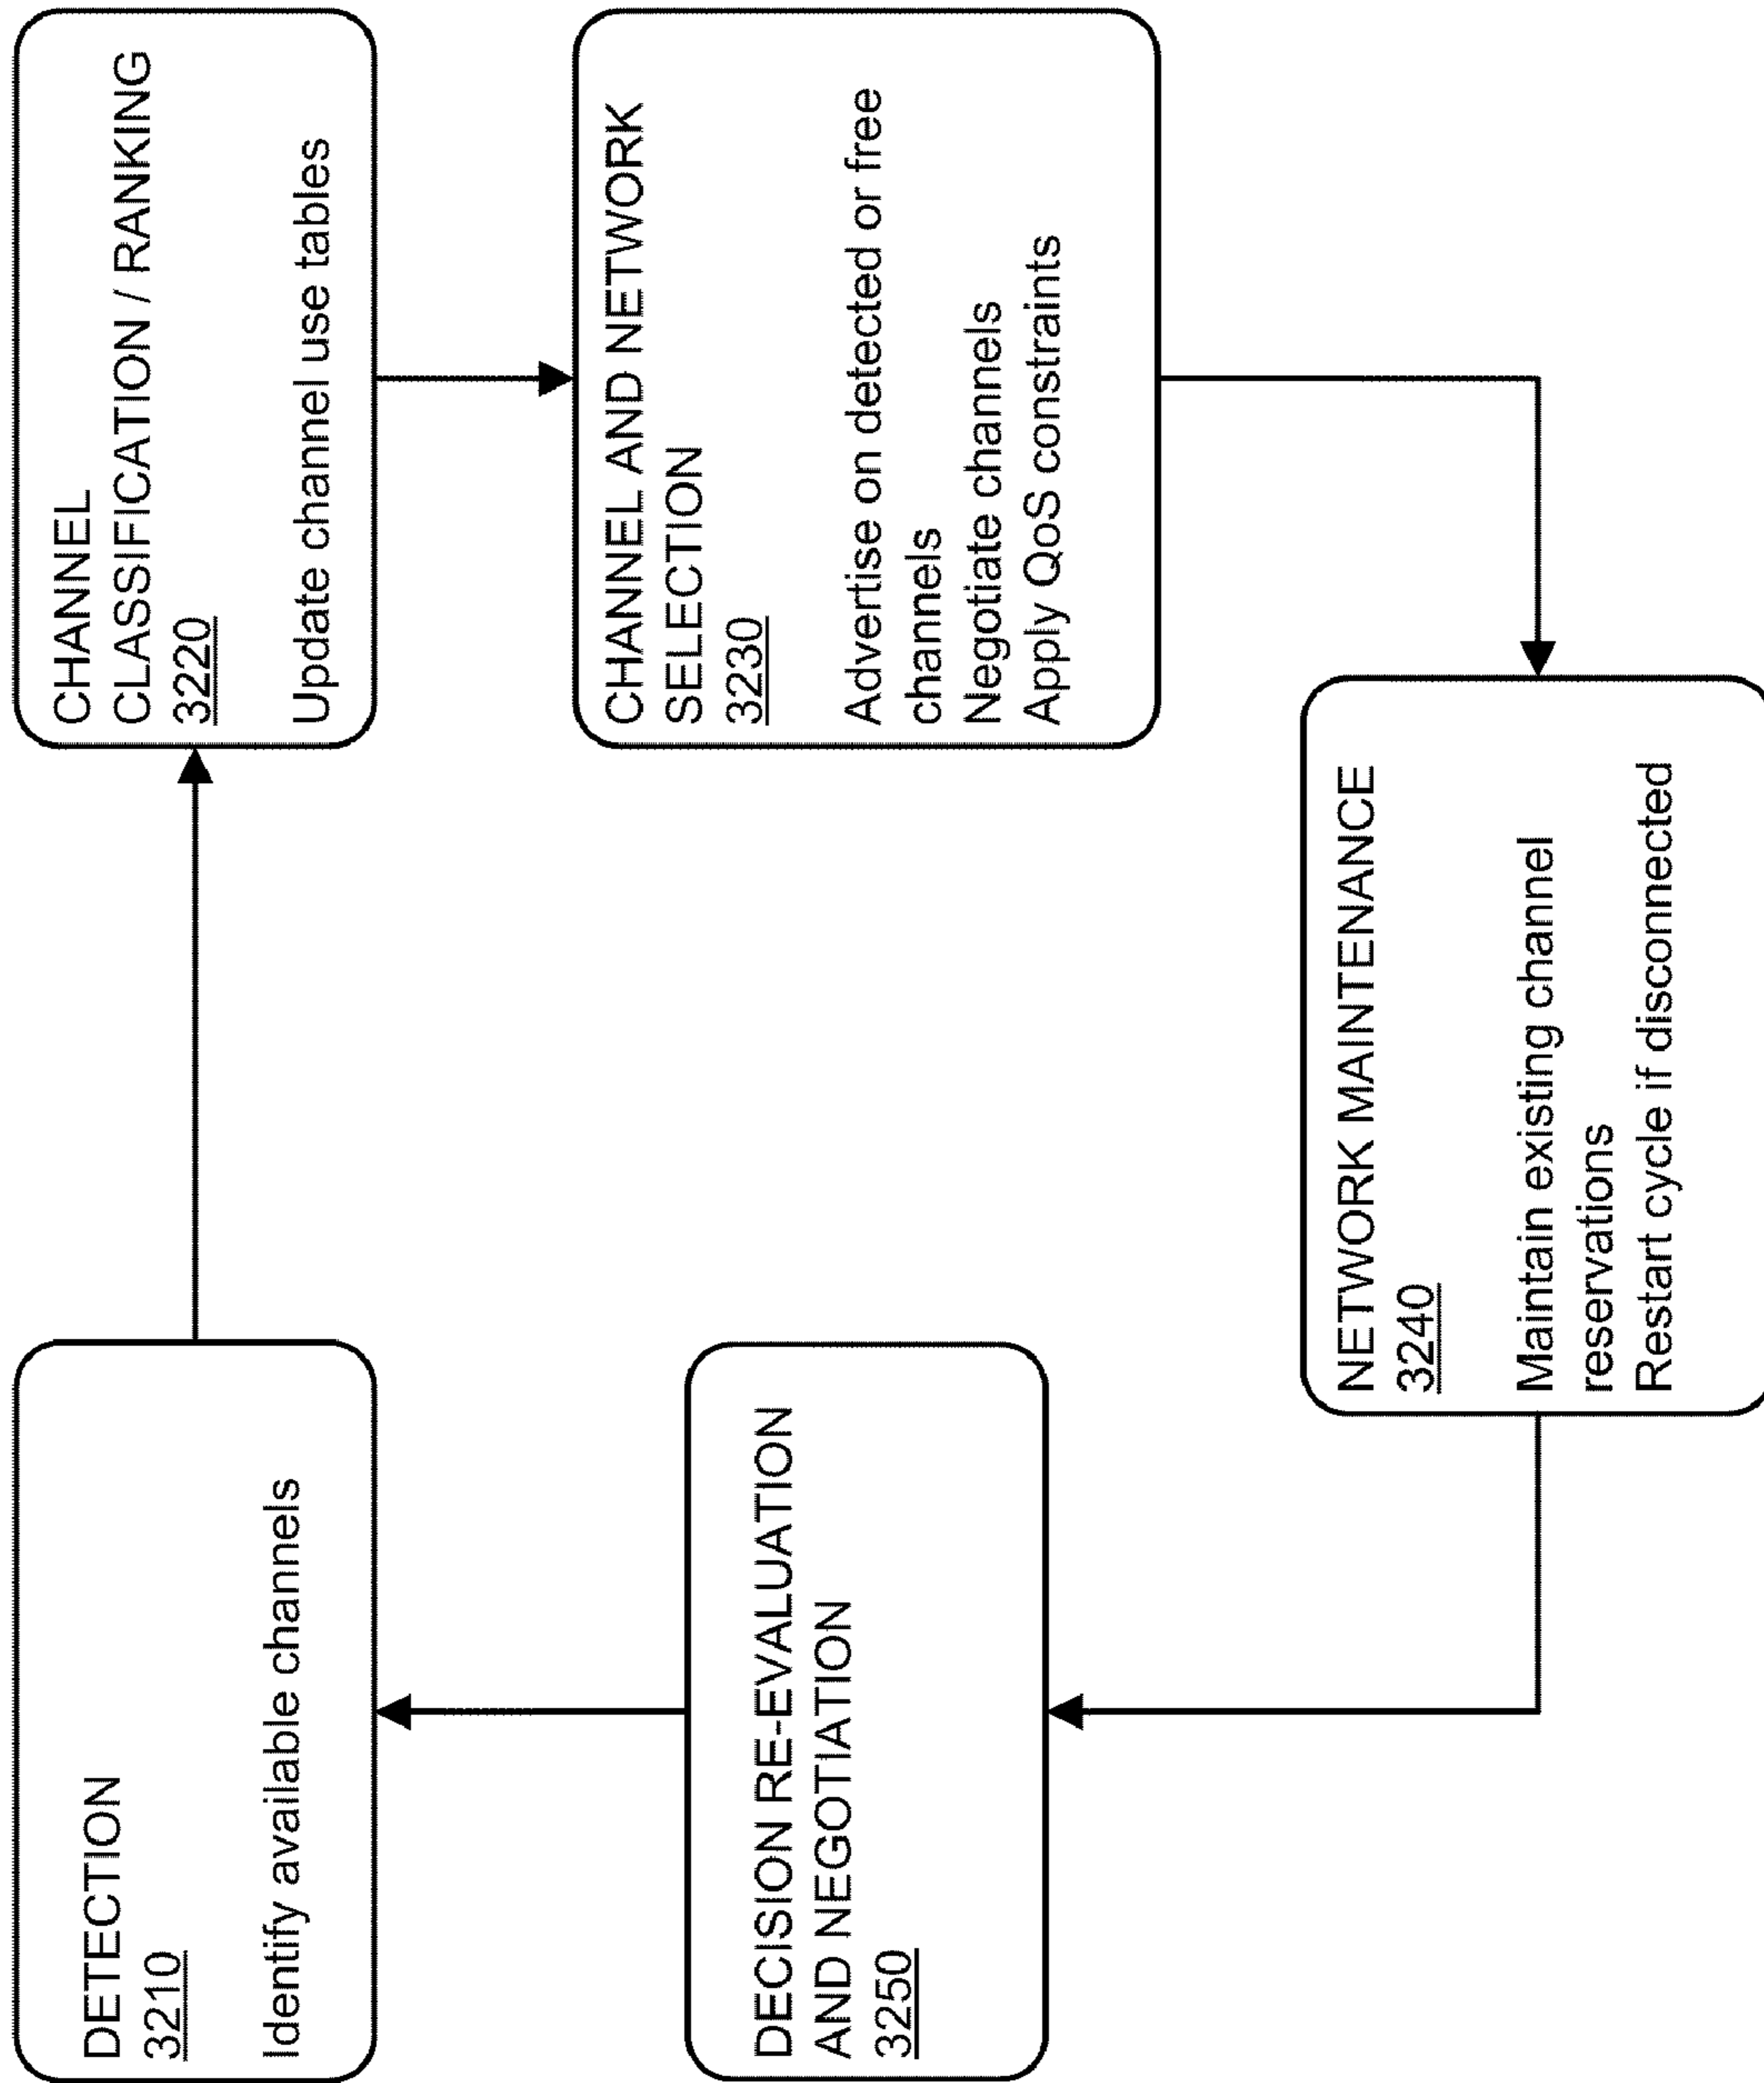 DETECTION
3210
Identify available channels
CHANNEL
CLASSIFICATION / RANKING
3220
Update channel use tables
CHANNEL AND NETWORK
SELECTION
3230
Advertise on detected or free
channels
Negotiate channels
Apply QoS constraints
NETWORK MAINTENANCE
3240
Maintain existing channel
reservations
Restart cycle if disconnected
DECISION RE-EVALUATION
AND NEGOTIATION
3250